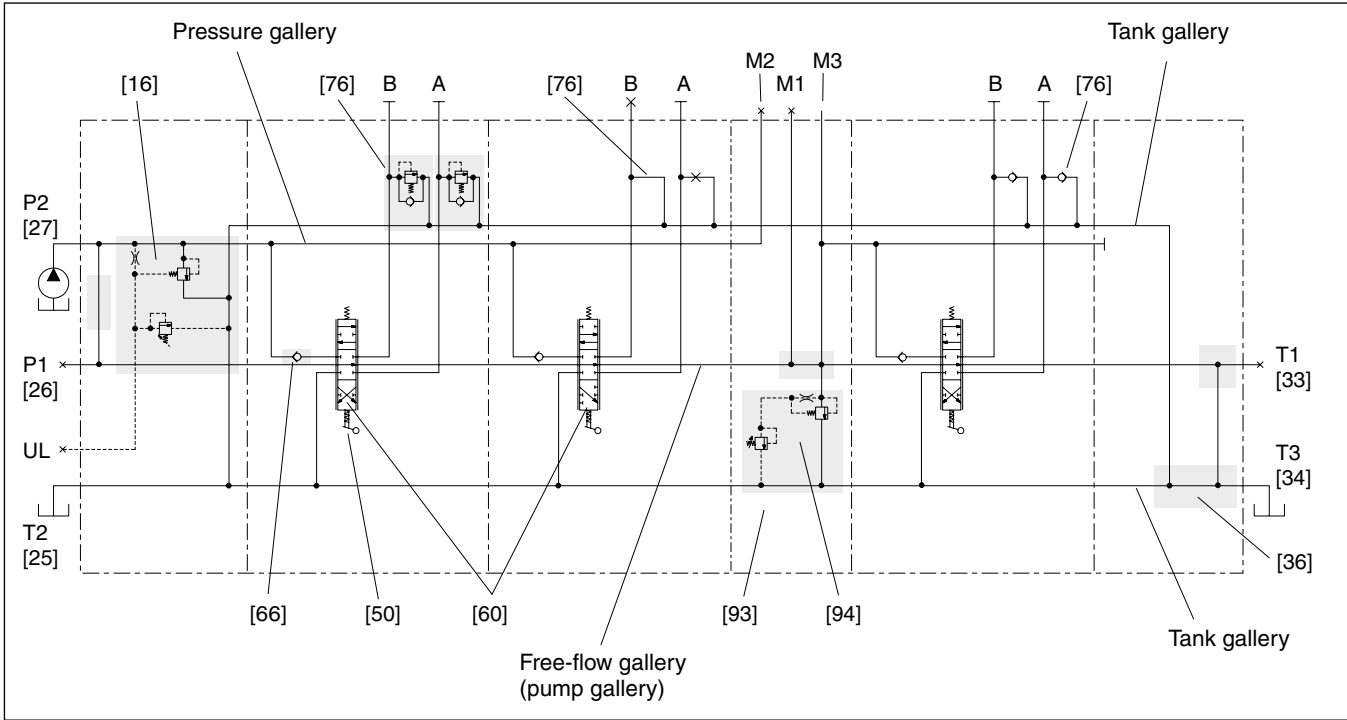 Pressure gallery
Tank gallery
[16]
[76]
B
A
B
[76]
A
M2
M1
M3
B
A
[76]
P2
[27]
P1
[26]
UL
T2
[25]
T1
[33]
T3
[34]
[36]
[66]
[50]
[60]
[93]
[94]
Free-flow gallery
(pump gallery)
Tank gallery